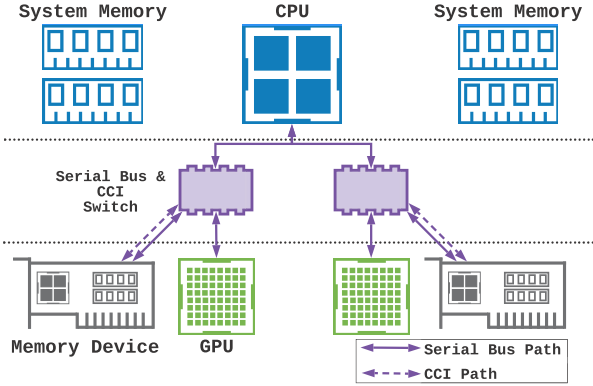 System Memory
CPU
System Memory
Serial Bus &
CCI
Switch
Memory Device
GPU
Serial Bus Path
CCI Path